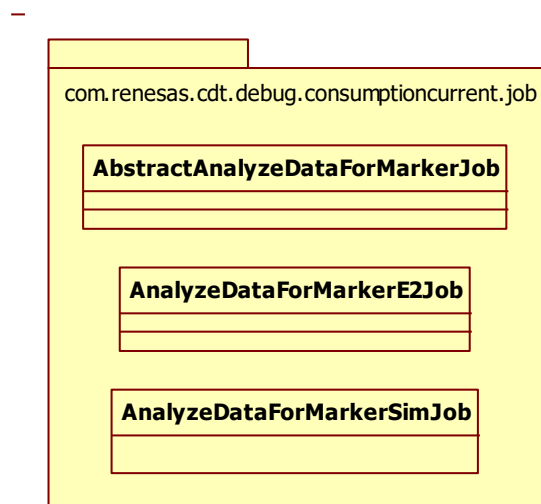 com.renesas.cdt.debug.consumptioncurrent.job
AbstractAnalyzeDataForMarkerJob
AnalyzeDataForMarkerE2Job
AnalyzeDataForMarkerSimJob